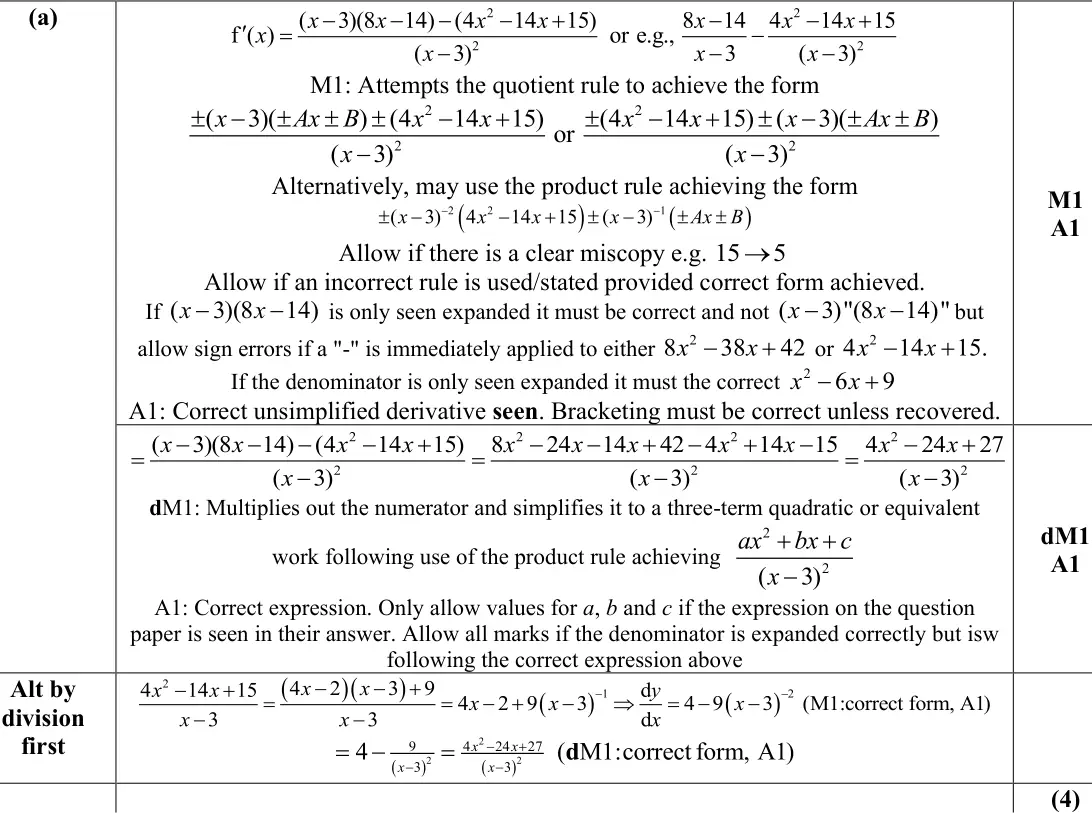 (a)
f′(x) = ((x−3)(8x−14)−(4x²−14x+15))/(x−3)² or e.g., (8x−14)/(x−3) − (4x²−14x+15)/(x−3)²
M1: Attempts the quotient rule to achieve the form
(±(x−3)(±Ax±B)±(4x²−14x+15))/(x−3)² or (±(4x²−14x+15)±(x−3)(±Ax±B))/(x−3)²
Alternatively, may use the product rule achieving the form
±(x−3)⁻²(4x²−14x+15)±(x−3)⁻¹(±Ax±B)
Allow if there is a clear miscopy e.g. 15→5
Allow if an incorrect rule is used/stated provided correct form achieved.
If (x−3)(8x−14) is only seen expanded it must be correct and not (x−3)"(8x−14)" but
allow sign errors if a "-" is immediately applied to either 8x²−38x+42 or 4x²−14x+15.
If the denominator is only seen expanded it must the correct x²−6x+9
A1: Correct unsimplified derivative seen. Bracketing must be correct unless recovered.
M1
A1
= ((x−3)(8x−14)−(4x²−14x+15))/(x−3)² = (8x²−24x−14x+42−4x²+14x−15)/(x−3)² = (4x²−24x+27)/(x−3)²
dM1: Multiplies out the numerator and simplifies it to a three-term quadratic or equivalent
work following use of the product rule achieving (ax²+bx+c)/(x−3)²
A1: Correct expression. Only allow values for a, b and c if the expression on the question
paper is seen in their answer. Allow all marks if the denominator is expanded correctly but isw
following the correct expression above
dM1
A1
Alt by
division
first
(4x²−14x+15)/(x−3) = ((4x−2)(x−3)+9)/(x−3) = 4x−2+9(x−3)⁻¹ ⇒ dy/dx = 4−9(x−3)⁻² (M1:correct form, A1)
= 4 − 9/(x−3)² = (4x²−24x+27)/(x−3)² (dM1:correct form, A1)
(4)